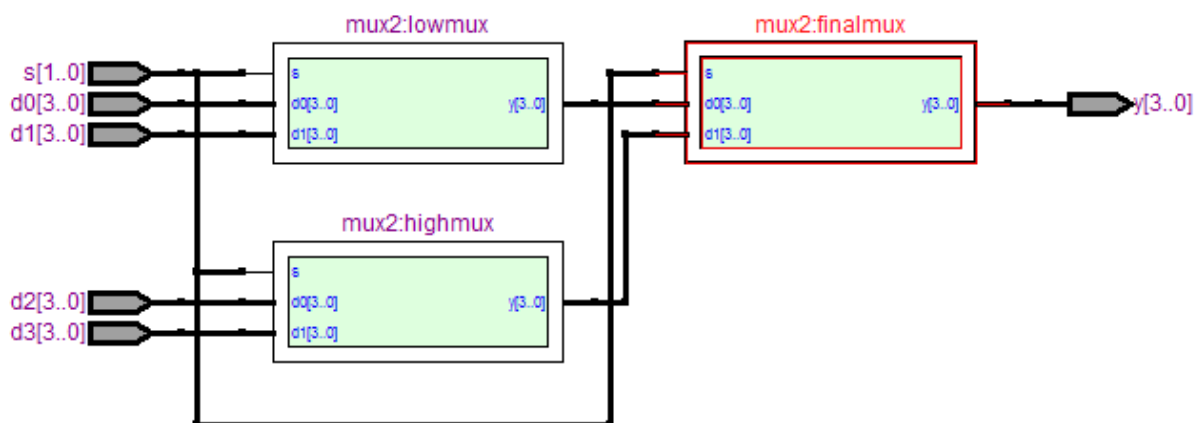 mux2:lowmux
mux2:finalmux
s[1..0]
s
s
d0[3..0]
d0[3..0]
y[3..0]
d0[3..0]
y[3..0]
y[3..0]
d1[3..0]
d1[3..0]
d1[3..0]
mux2:highmux
s
d2[3..0]
d0[3..0]
y[3..0]
d3[3..0]
d1[3..0]